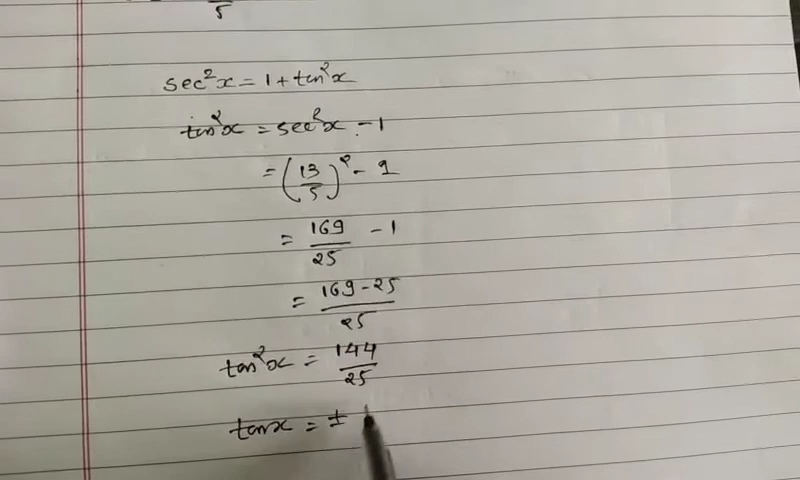 5
sec²x = 1 + tan²x
tan²x = sec²x - 1
= (13/5)² - 1
= 169/25 - 1
= 169 - 25/25
tan²x = 144/25
tanx = ±